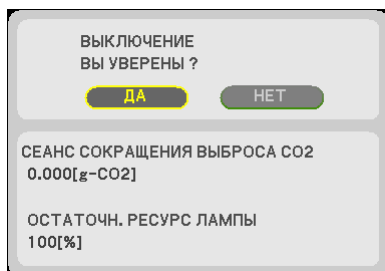 ВЫКЛЮЧЕНИЕ
ВЫ УВЕРЕНЫ ?
ДА НЕТ
СЕАНС СОКРАЩЕНИЯ ВЫБРОСА CO2
0.000[g-CO2]
ОСТАТОЧН. РЕСУРС ЛАМПЫ
100[%]